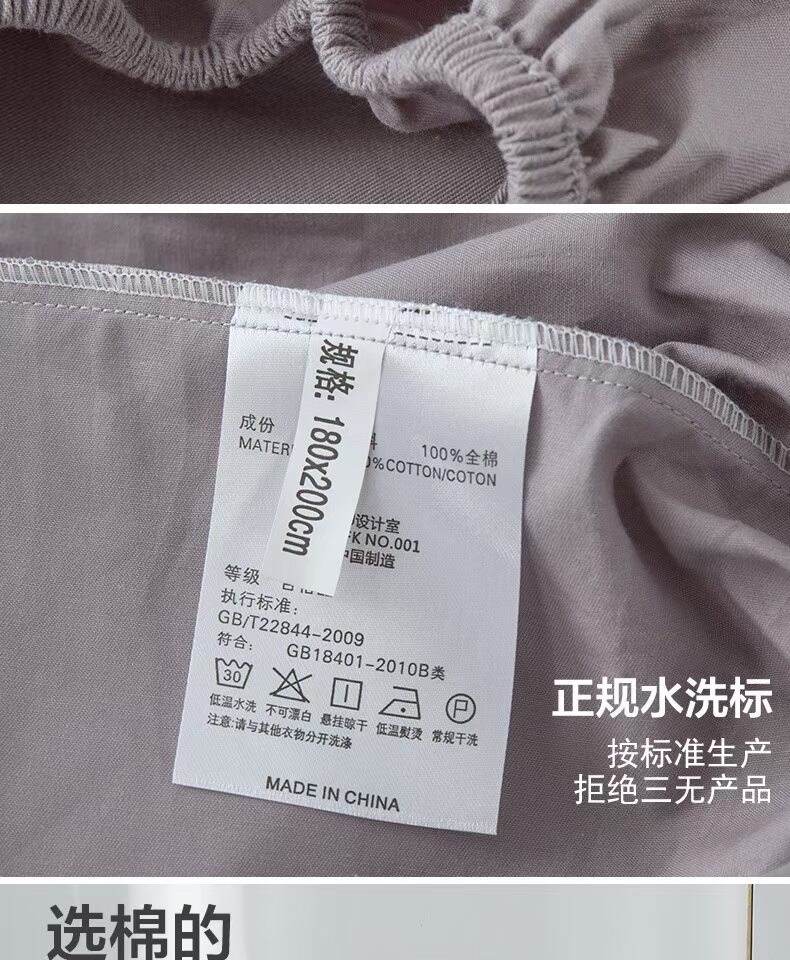 规格: 180x200cm
成份
100%全棉
MATER
0%COTTON/COTON
设计室
K NO.001
国制造
等级
执行标准:
GB/T22844-2009
符合: GB18401-2010B类
30
P
低温水洗 不可漂白 悬挂晾干 低温熨烫 常规干洗
注意:请与其他衣物分开洗涤
MADE IN CHINA
正规水洗标
按标准生产
拒绝三无产品
选棉的